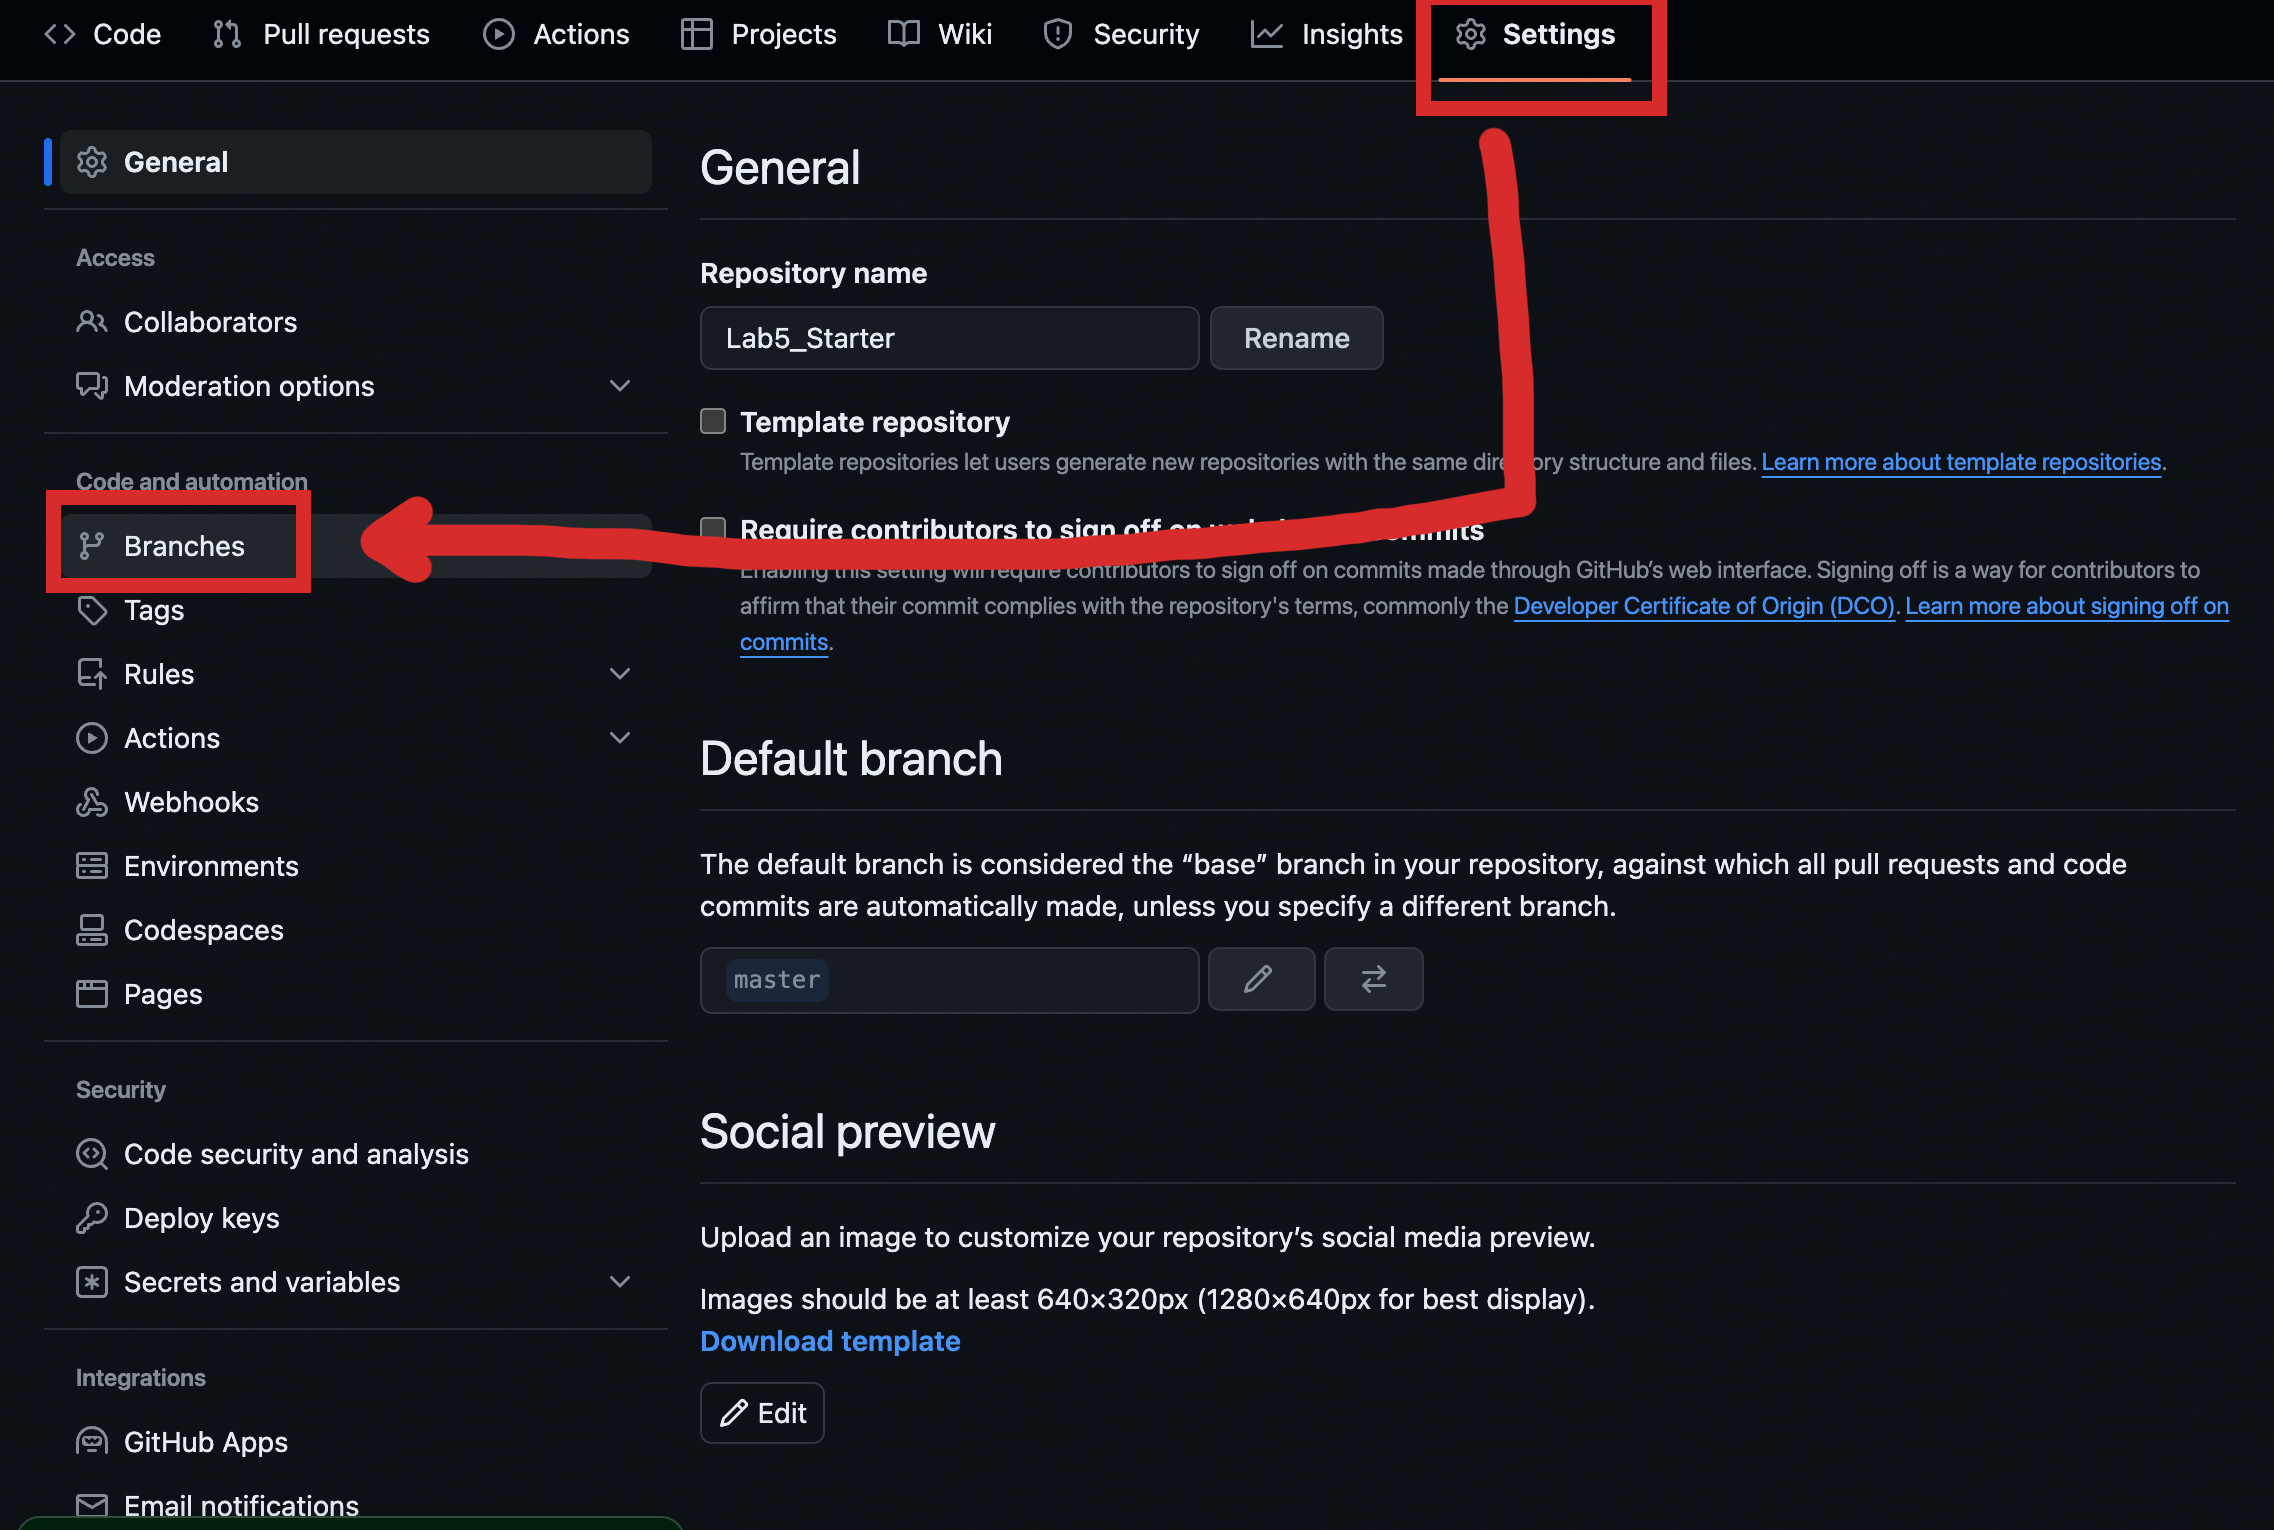 Code Pull requests Actions Projects Wiki Security Insights Settings
General
Access
Collaborators
Moderation options
Code and automation
Branches
Tags
Rules
Actions
Webhooks
Environments
Codespaces
Pages
Security
Code security and analysis
Deploy keys
Secrets and variables
Integrations
GitHub Apps
Email notifications
General
Repository name
Lab5_Starter Rename
Template repository
Template repositories let users generate new repositories with the same directory structure and files. Learn more about template repositories.
Require contributors to sign off on commits
Enabling this setting will require contributors to sign off on commits made through GitHub’s web interface. Signing off is a way for contributors to
affirm that their commit complies with the repository's terms, commonly the Developer Certificate of Origin (DCO). Learn more about signing off on
commits.
Default branch
The default branch is considered the “base” branch in your repository, against which all pull requests and code
commits are automatically made, unless you specify a different branch.
master
Social preview
Upload an image to customize your repository’s social media preview.
Images should be at least 640×320px (1280×640px for best display).
Download template
Edit